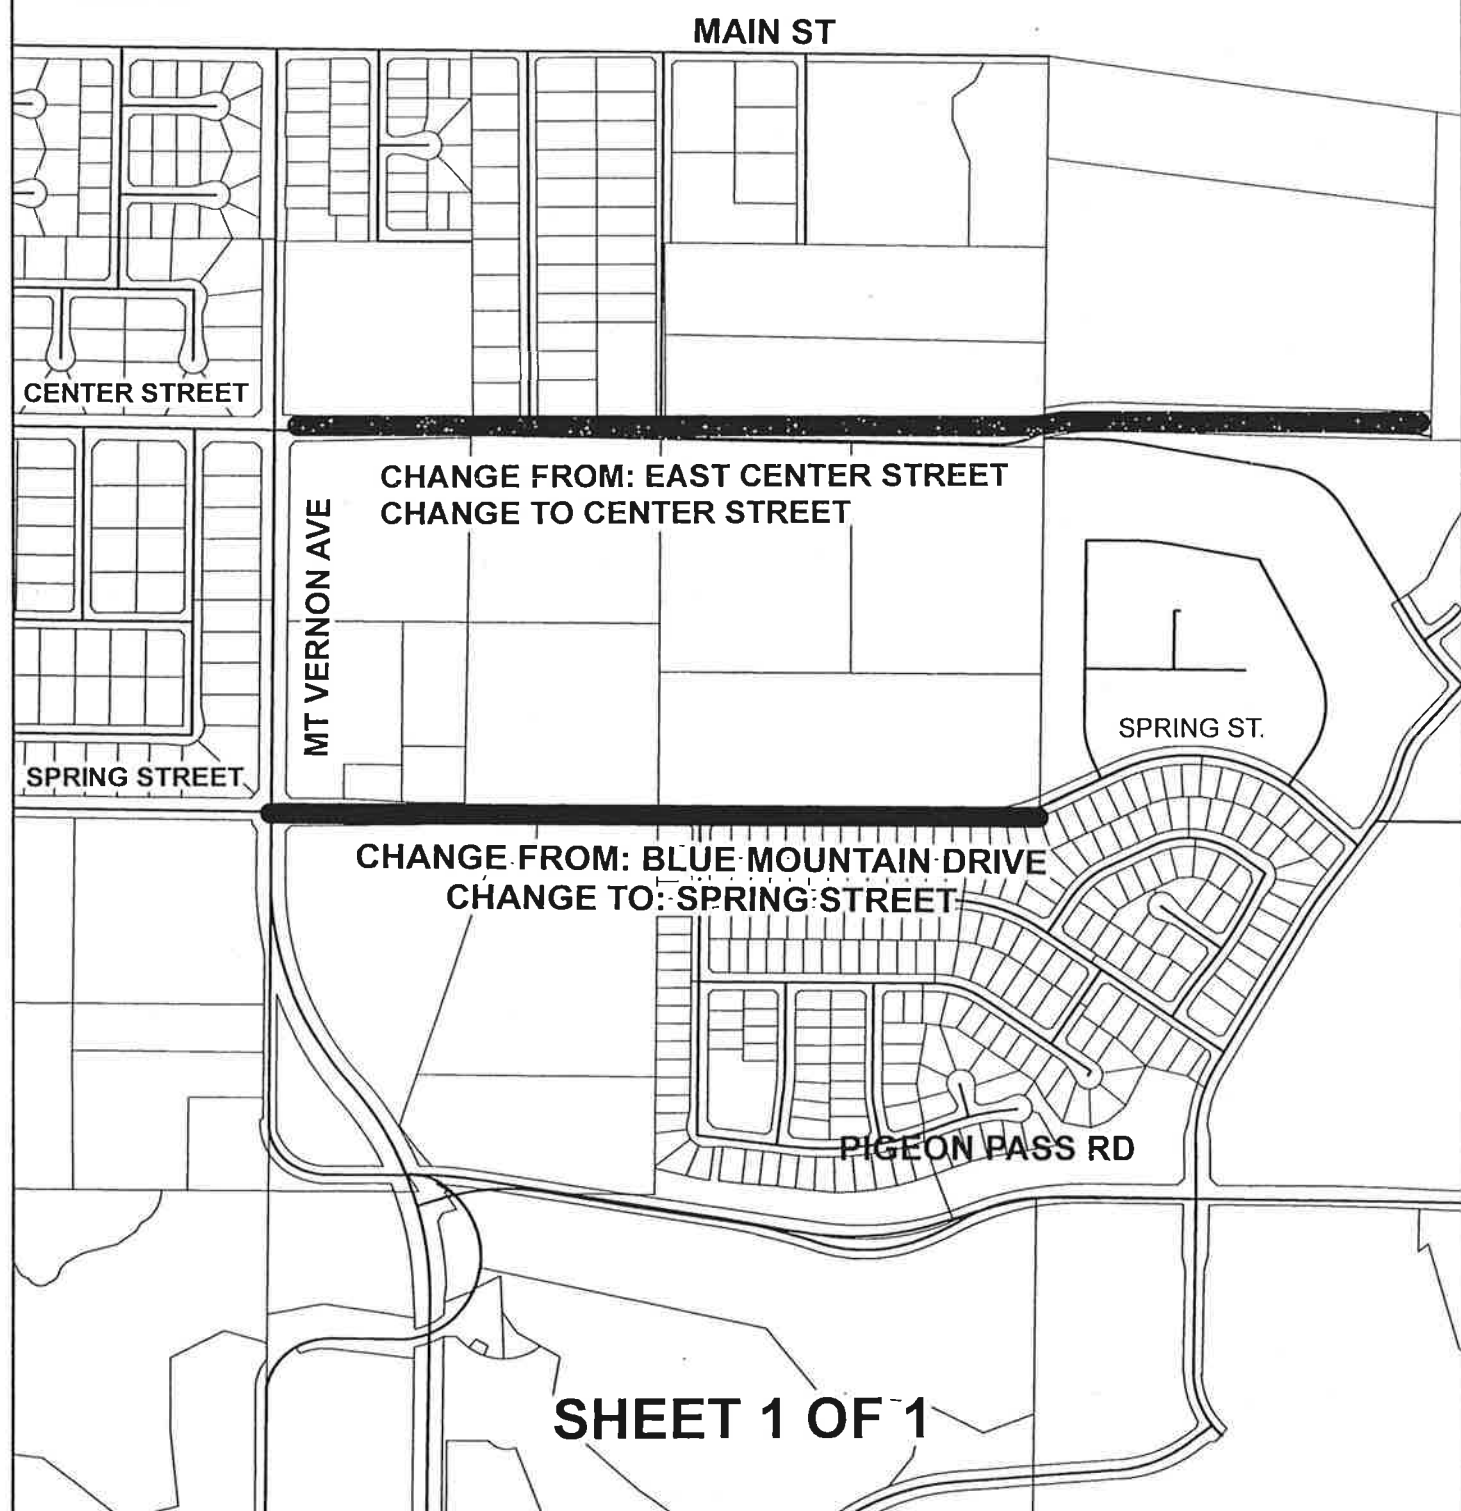 MAIN ST
CENTER STREET
CHANGE FROM: EAST CENTER STREET
CHANGE TO CENTER STREET
MT VERNON AVE
SPRING ST.
SPRING STREET
CHANGE FROM: BLUE MOUNTAIN DRIVE
CHANGE TO: SPRING STREET
PIGEON PASS RD
SHEET 1 OF 1